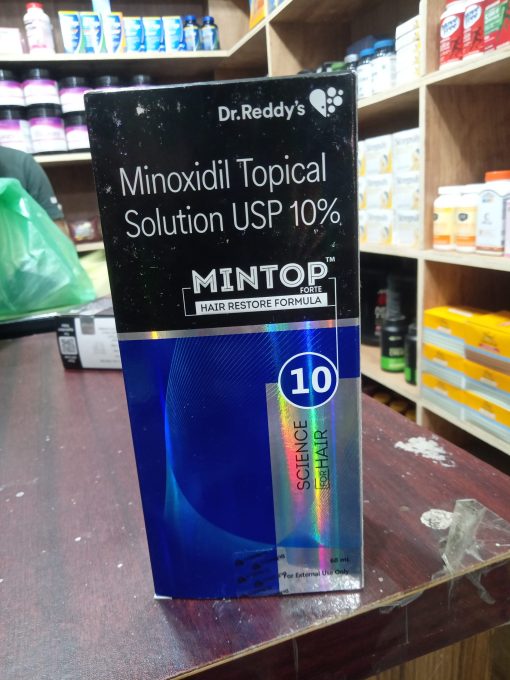 Dr.Reddy's
Minoxidil Topical
Solution USP 10%
MINTOP™
FORTE
HAIR RESTORE FORMULA
10
SCIENCE
FOR HAIR
60 mL
For External Use Only